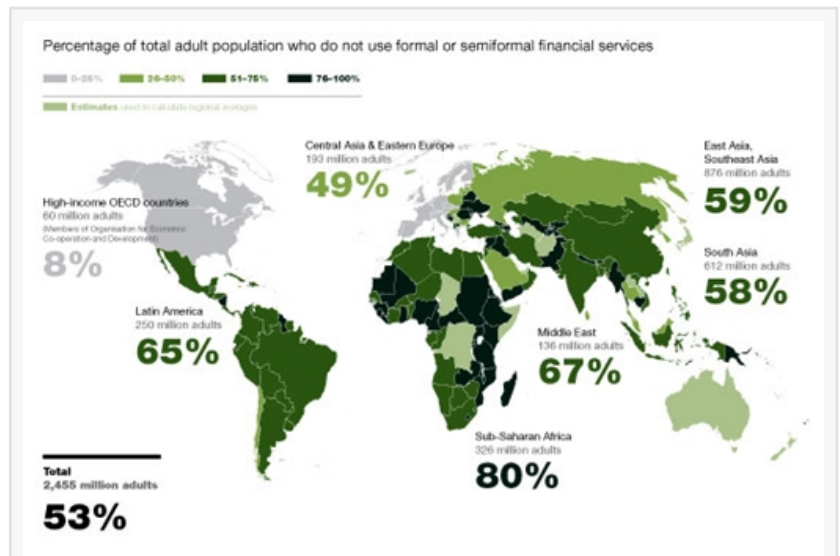 Percentage of total adult population who do not use formal or semiformal financial services
0-25% 26-50% 51-75% 76-100%
Estimates used to calculate regional averages
Central Asia & Eastern Europe
193 million adults
49%
East Asia,
Southeast Asia
876 million adults
59%
High-income OECD countries
60 million adults
(Members of Organisation for Economic
Co-operation and Development)
8%
South Asia
612 million adults
58%
Latin America
250 million adults
65%
Middle East
136 million adults
67%
Sub-Saharan Africa
326 million adults
80%
Total
2,455 million adults
53%